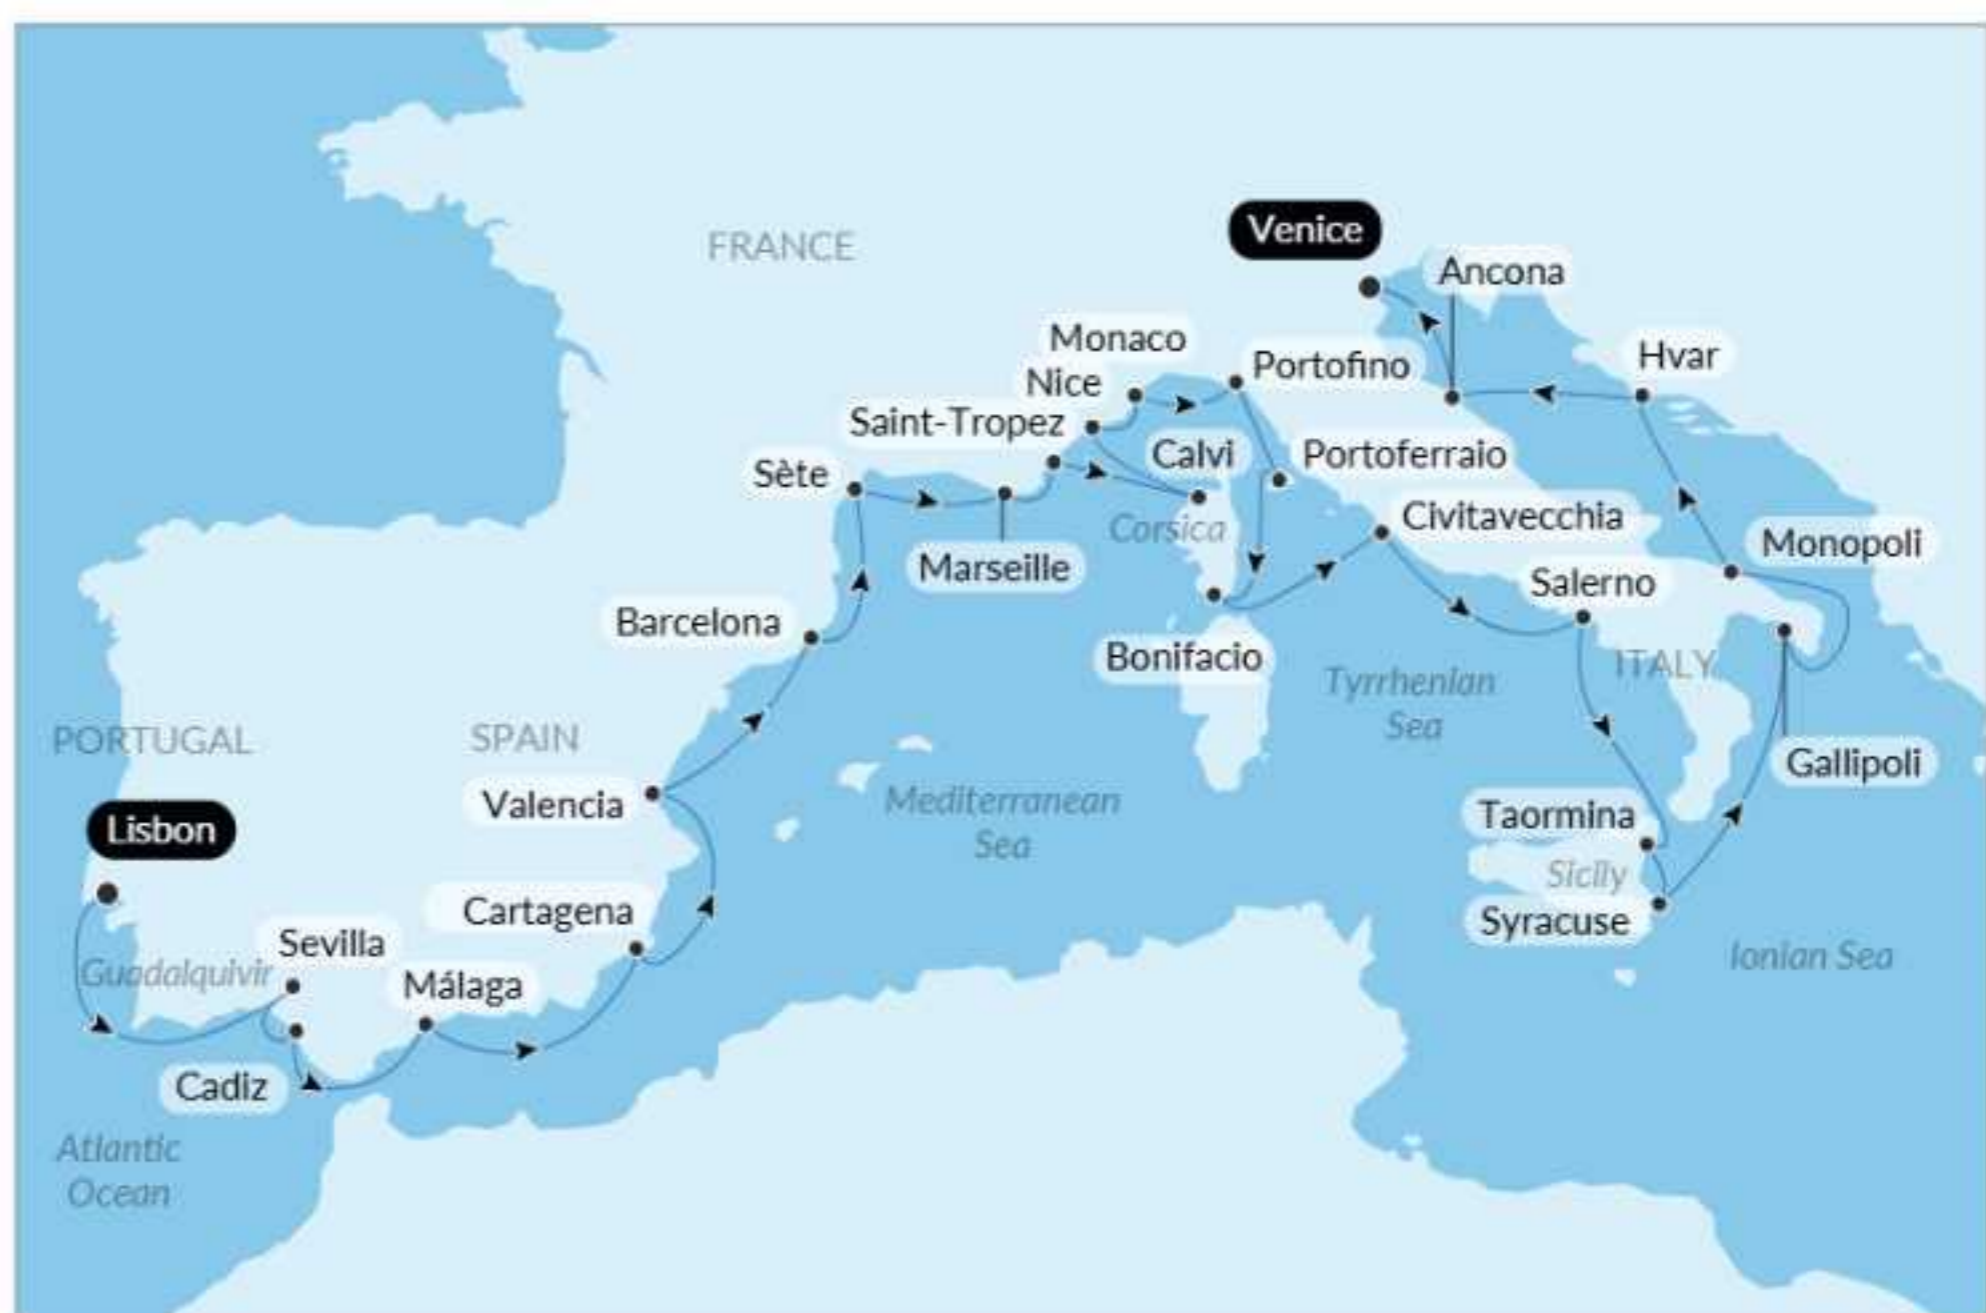 Venice
Ancona
FRANCE
Monaco
Hvar
Portofino
Nice
Saint-Tropez
Calvi
Portoferraio
Sète
Corsica
Civitavecchia
Monopoli
Marseille
Salerno
Barcelona
Bonifacio
ITALY
Tyrrhenian
Sea
PORTUGAL
SPAIN
Gallipoli
Valencia
Mediterranean
Sea
Taormina
Lisbon
Sicily
Cartagena
Syracuse
Sevilla
Ionian Sea
Guadalquivir
Málaga
Cadiz
Atlantic
Ocean